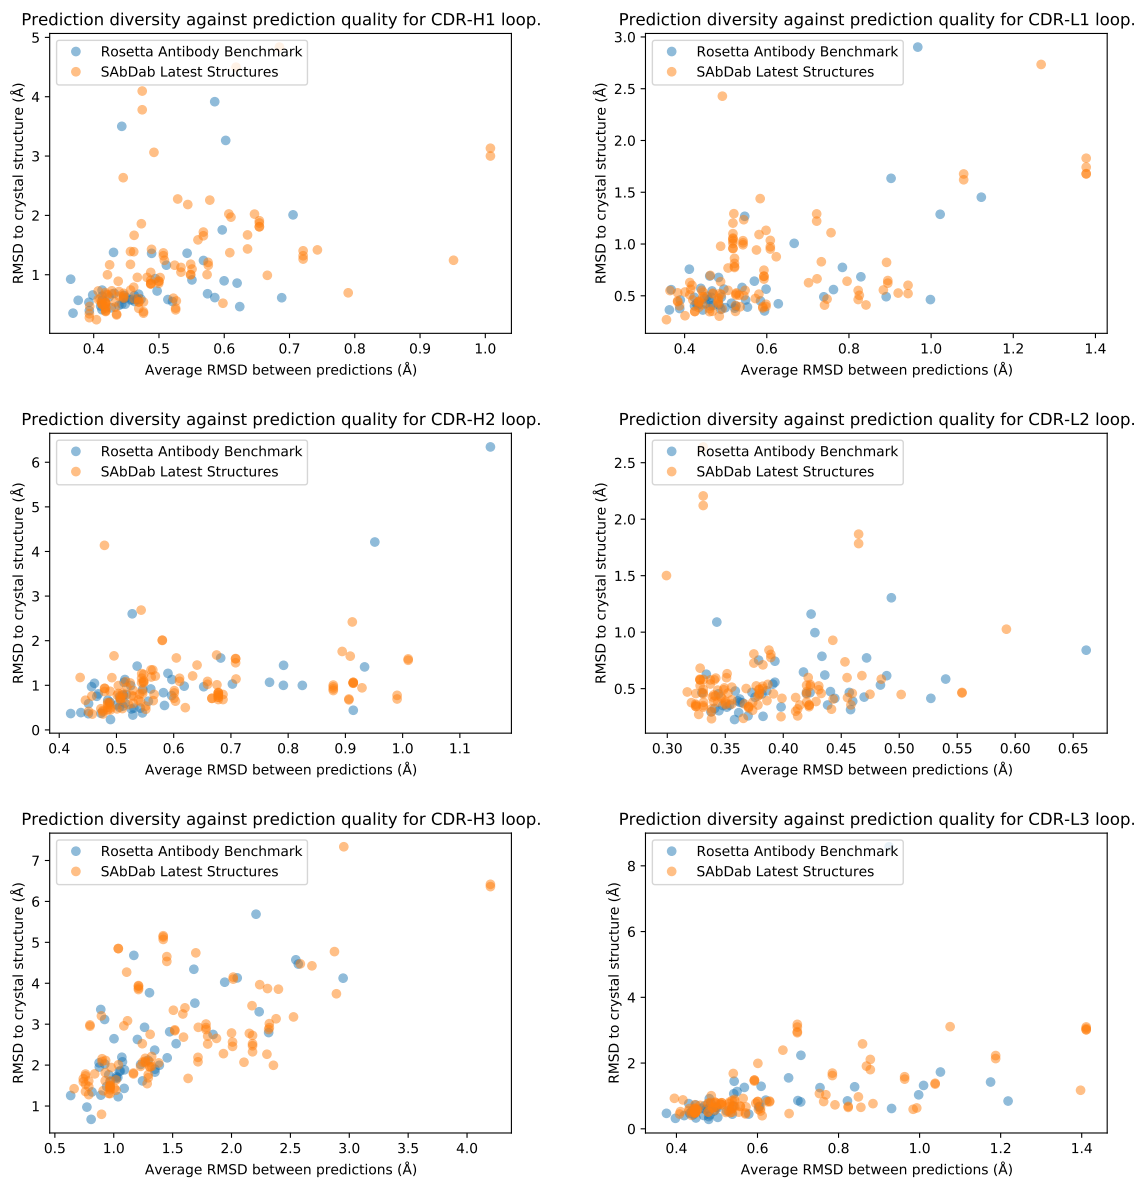 Prediction diversity against prediction quality for CDR-H1 loop.
Rosetta Antibody Benchmark
SAbDab Latest Structures
RMSD to crystal structure (Å)
5
4
3
2
1
0.4 0.5 0.6 0.7 0.8 0.9 1.0
Average RMSD between predictions (Å)
Prediction diversity against prediction quality for CDR-L1 loop.
Rosetta Antibody Benchmark
SAbDab Latest Structures
RMSD to crystal structure (Å)
3.0
2.5
2.0
1.5
1.0
0.5
0.4 0.6 0.8 1.0 1.2 1.4
Average RMSD between predictions (Å)
Prediction diversity against prediction quality for CDR-H2 loop.
Rosetta Antibody Benchmark
SAbDab Latest Structures
RMSD to crystal structure (Å)
6
5
4
3
2
1
0
0.4 0.5 0.6 0.7 0.8 0.9 1.0 1.1
Average RMSD between predictions (Å)
Prediction diversity against prediction quality for CDR-L2 loop.
Rosetta Antibody Benchmark
SAbDab Latest Structures
RMSD to crystal structure (Å)
2.5
2.0
1.5
1.0
0.5
0.30 0.35 0.40 0.45 0.50 0.55 0.60 0.65
Average RMSD between predictions (Å)
Prediction diversity against prediction quality for CDR-H3 loop.
Rosetta Antibody Benchmark
SAbDab Latest Structures
RMSD to crystal structure (Å)
7
6
5
4
3
2
1
0.5 1.0 1.5 2.0 2.5 3.0 3.5 4.0
Average RMSD between predictions (Å)
Prediction diversity against prediction quality for CDR-L3 loop.
Rosetta Antibody Benchmark
SAbDab Latest Structures
RMSD to crystal structure (Å)
8
6
4
2
0
0.4 0.6 0.8 1.0 1.2 1.4
Average RMSD between predictions (Å)